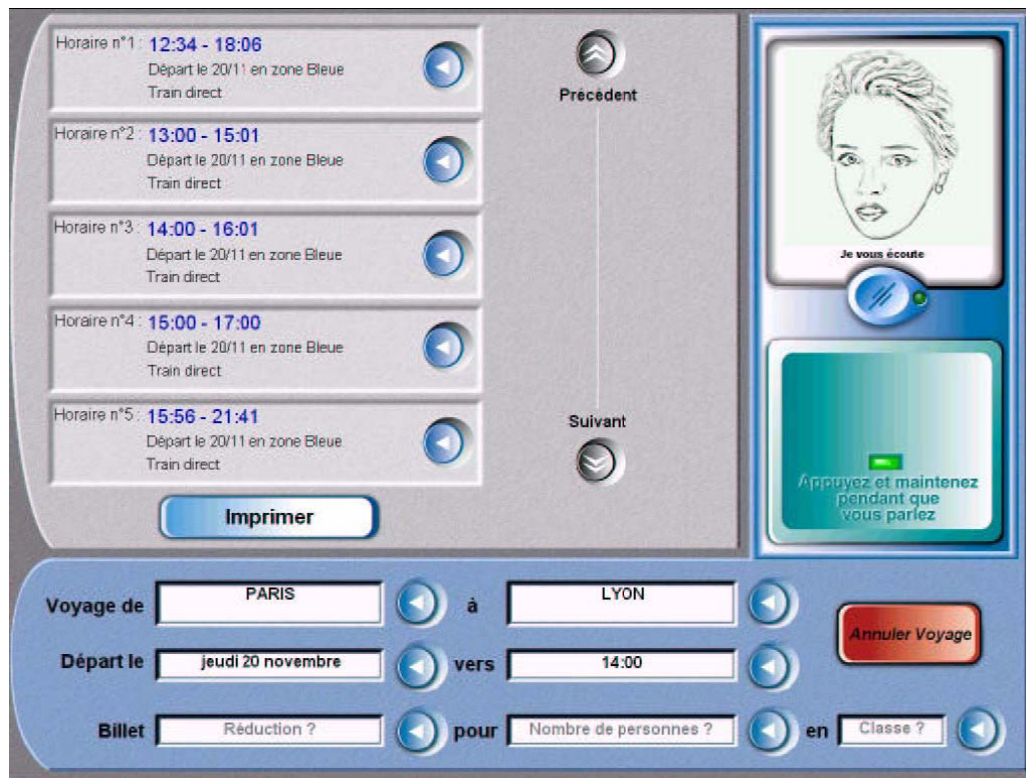 Horaire n°1 : 12:34 - 18:06
Départ le 20/11 en zone Bleue
Train direct
Horaire n°2 : 13:00 - 15:01
Départ le 20/11 en zone Bleue
Train direct
Horaire n°3 : 14:00 - 16:01
Départ le 20/11 en zone Bleue
Train direct
Horaire n°4 : 15:00 - 17:00
Départ le 20/11 en zone Bleue
Train direct
Horaire n°5 : 15:56 - 21:41
Départ le 20/11 en zone Bleue
Train direct
Imprimer
Précédent
Suivant
Je vous écoute
Appuyez et maintenez
pendant que
vous parlez
Voyage de PARIS à LYON
Départ le jeudi 20 novembre vers 14:00
Billet Réduction ? pour Nombre de personnes ? en Classe ?
Annuler Voyage